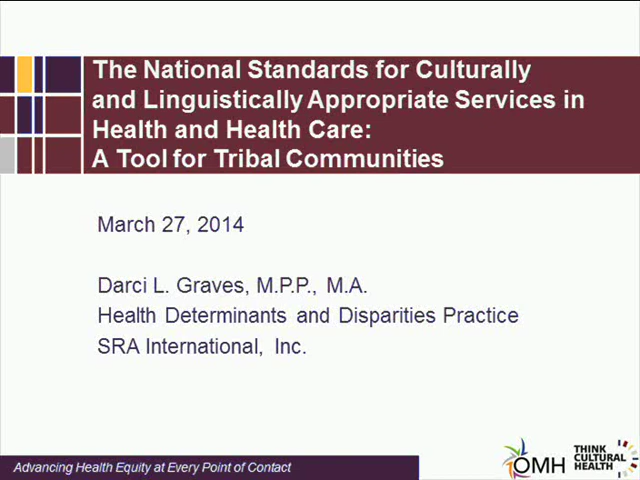 The National Standards for Culturally
and Linguistically Appropriate Services in
Health and Health Care:
A Tool for Tribal Communities
March 27, 2014
Darci L. Graves, M.P.P., M.A.
Health Determinants and Disparities Practice
SRA International, Inc.
Advancing Health Equity at Every Point of Contact
OMH
THINK
CULTURAL
HEALTH